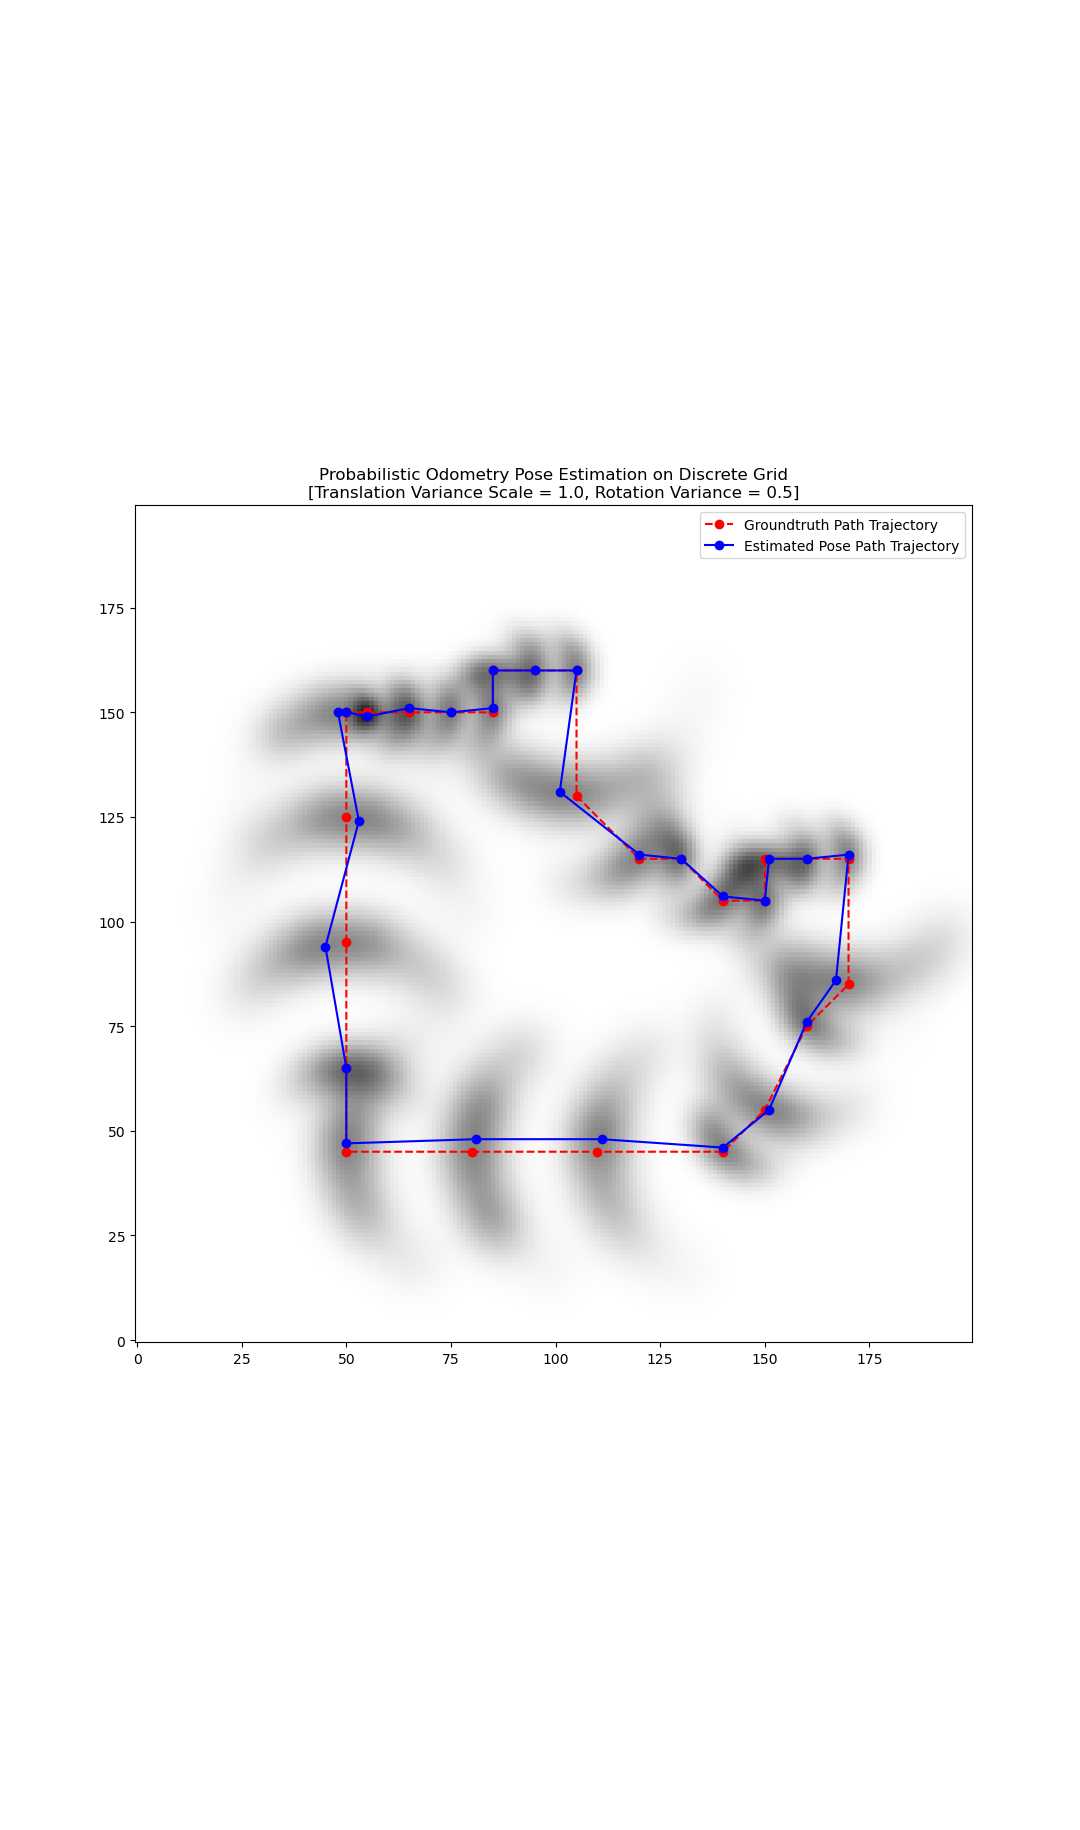 Probabilistic Odometry Pose Estimation on Discrete Grid
[Translation Variance Scale = 1.0, Rotation Variance = 0.5]
Groundtruth Path Trajectory
Estimated Pose Path Trajectory
175
150
125
100
75
50
25
0
0 25 50 75 100 125 150 175